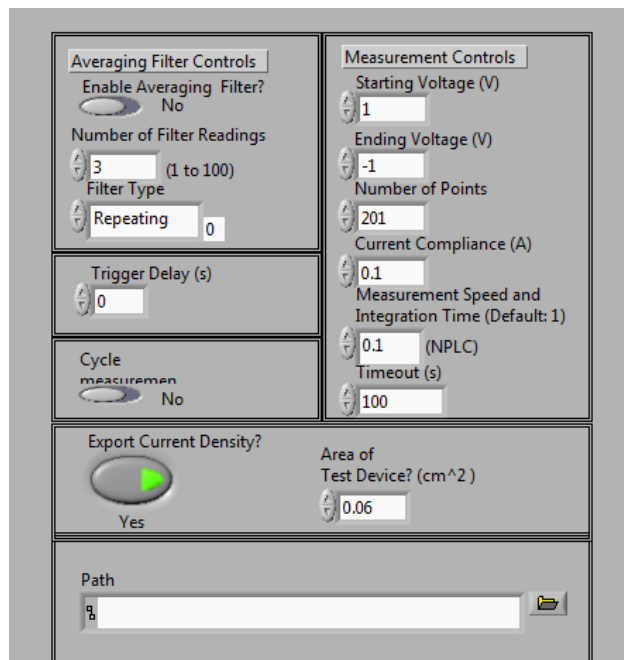 Averaging Filter Controls
Enable Averaging Filter?
No
Number of Filter Readings
3 (1 to 100)
Filter Type
Repeating 0
Trigger Delay (s)
0
Cycle
measuremen
No
Measurement Controls
Starting Voltage (V)
1
Ending Voltage (V)
-1
Number of Points
201
Current Compliance (A)
0.1
Measurement Speed and
Integration Time (Default: 1)
0.1 (NPLC)
Timeout (s)
100
Export Current Density?
Yes
Area of
Test Device? (cm^2 )
0.06
Path